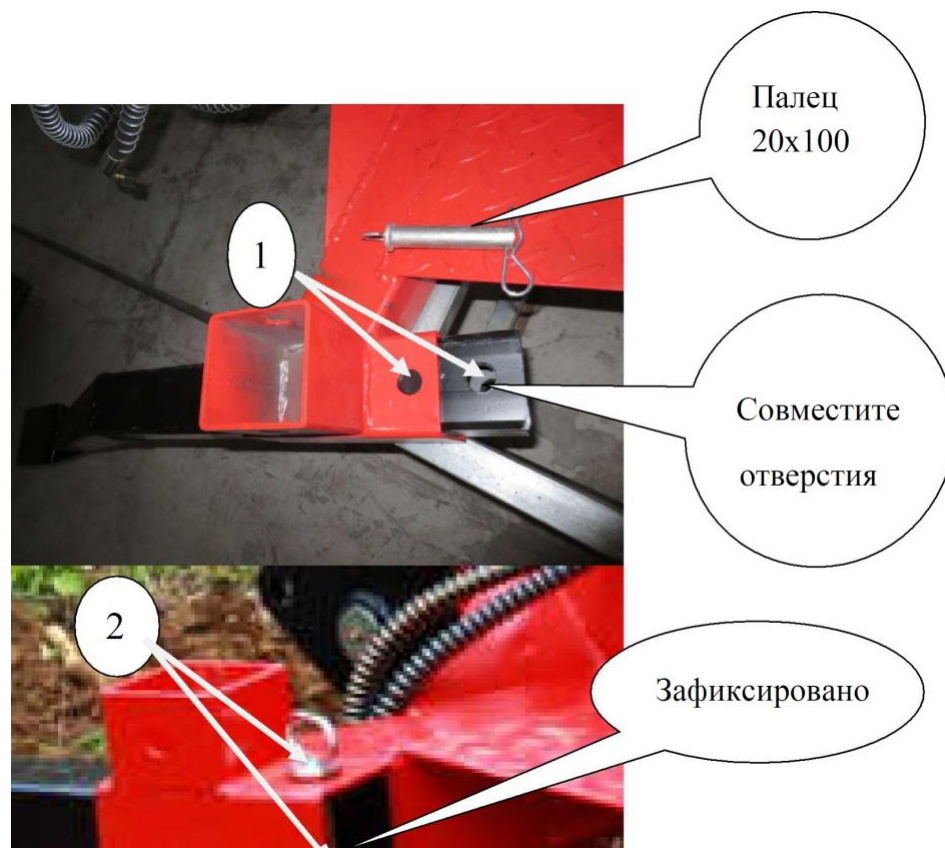 Палец
20x100
1
Совместите
отверстия
2
Зафиксировано